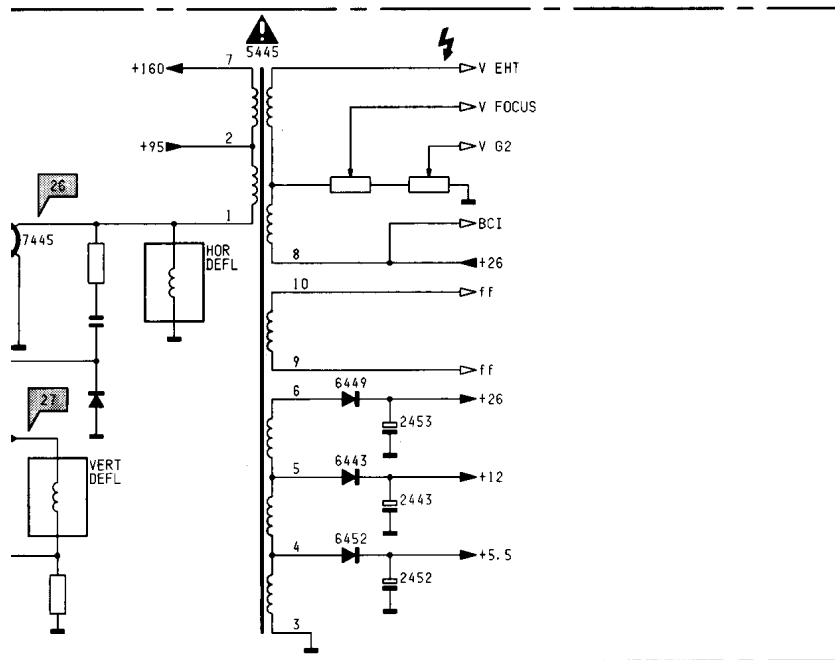 5445
7
+160
V EHT
V FOCUS
2
+95
V G2
26
1
BCI
7445
HOR
DEFL
8
+26
10
ff
9
ff
6
6449
+26
27
2453
VERT
DEFL
5
6443
+12
2443
4
6452
+5.5
2452
3